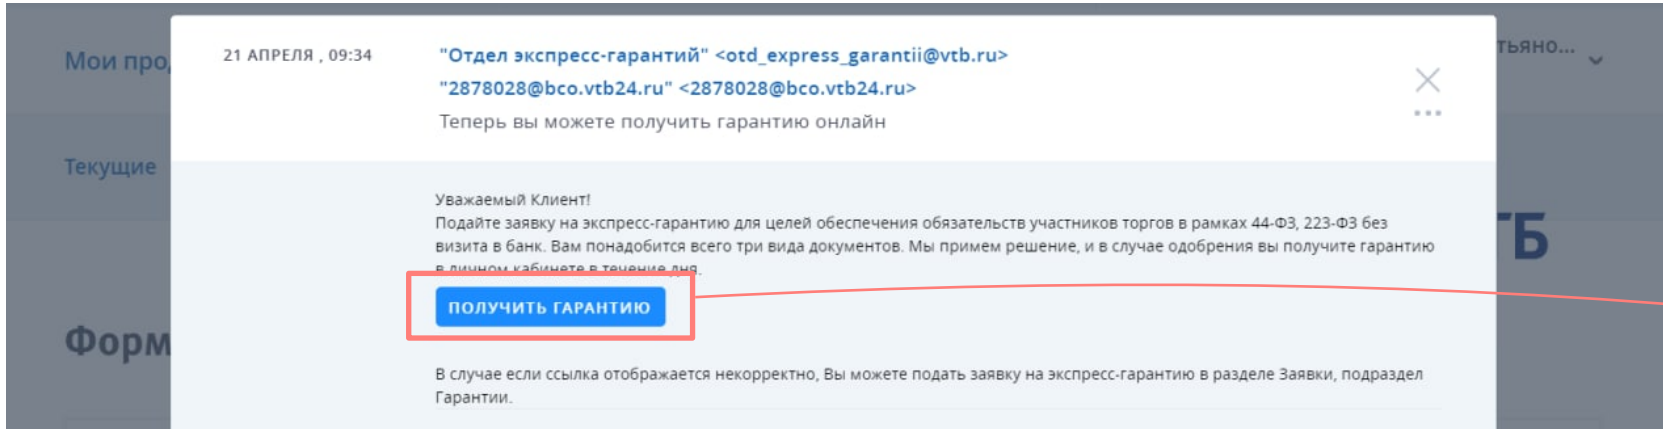 Мои про
21 АПРЕЛЯ , 09:34
"Отдел экспресс-гарантий" <otd_express_garantii@vtb.ru>
"2878028@bco.vtb24.ru" <2878028@bco.vtb24.ru>
Теперь вы можете получить гарантию онлайн
тьяно...
Текущие
Уважаемый Клиент!
Подайте заявку на экспресс-гарантию для целей обеспечения обязательств участников торгов в рамках 44-ФЗ, 223-ФЗ без
визита в банк. Вам понадобится всего три вида документов. Мы примем решение, и в случае одобрения вы получите гарантию
в личном кабинете в течение дня.
ТБ
ПОЛУЧИТЬ ГАРАНТИЮ
Форм
В случае если ссылка отображается некорректно, Вы можете подать заявку на экспресс-гарантию в разделе Заявки, подраздел
Гарантии.